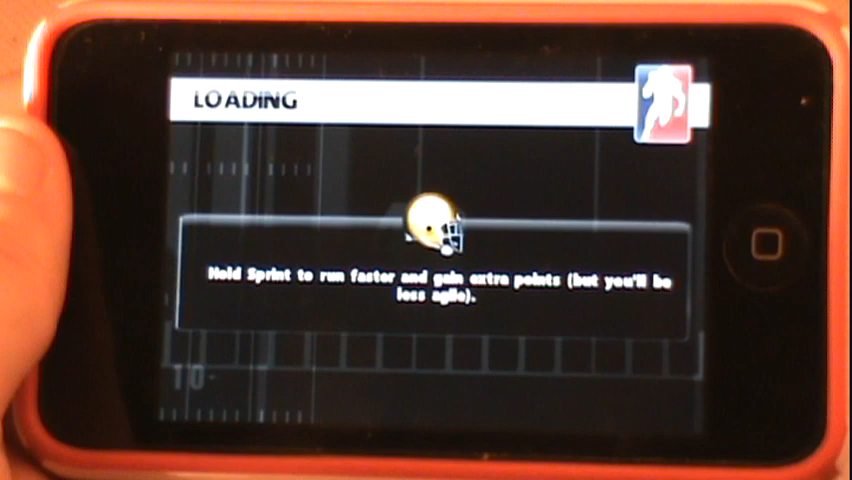 LOADING
Hold Sprint to run faster and gain extra points (but you'll be
less agile).
10